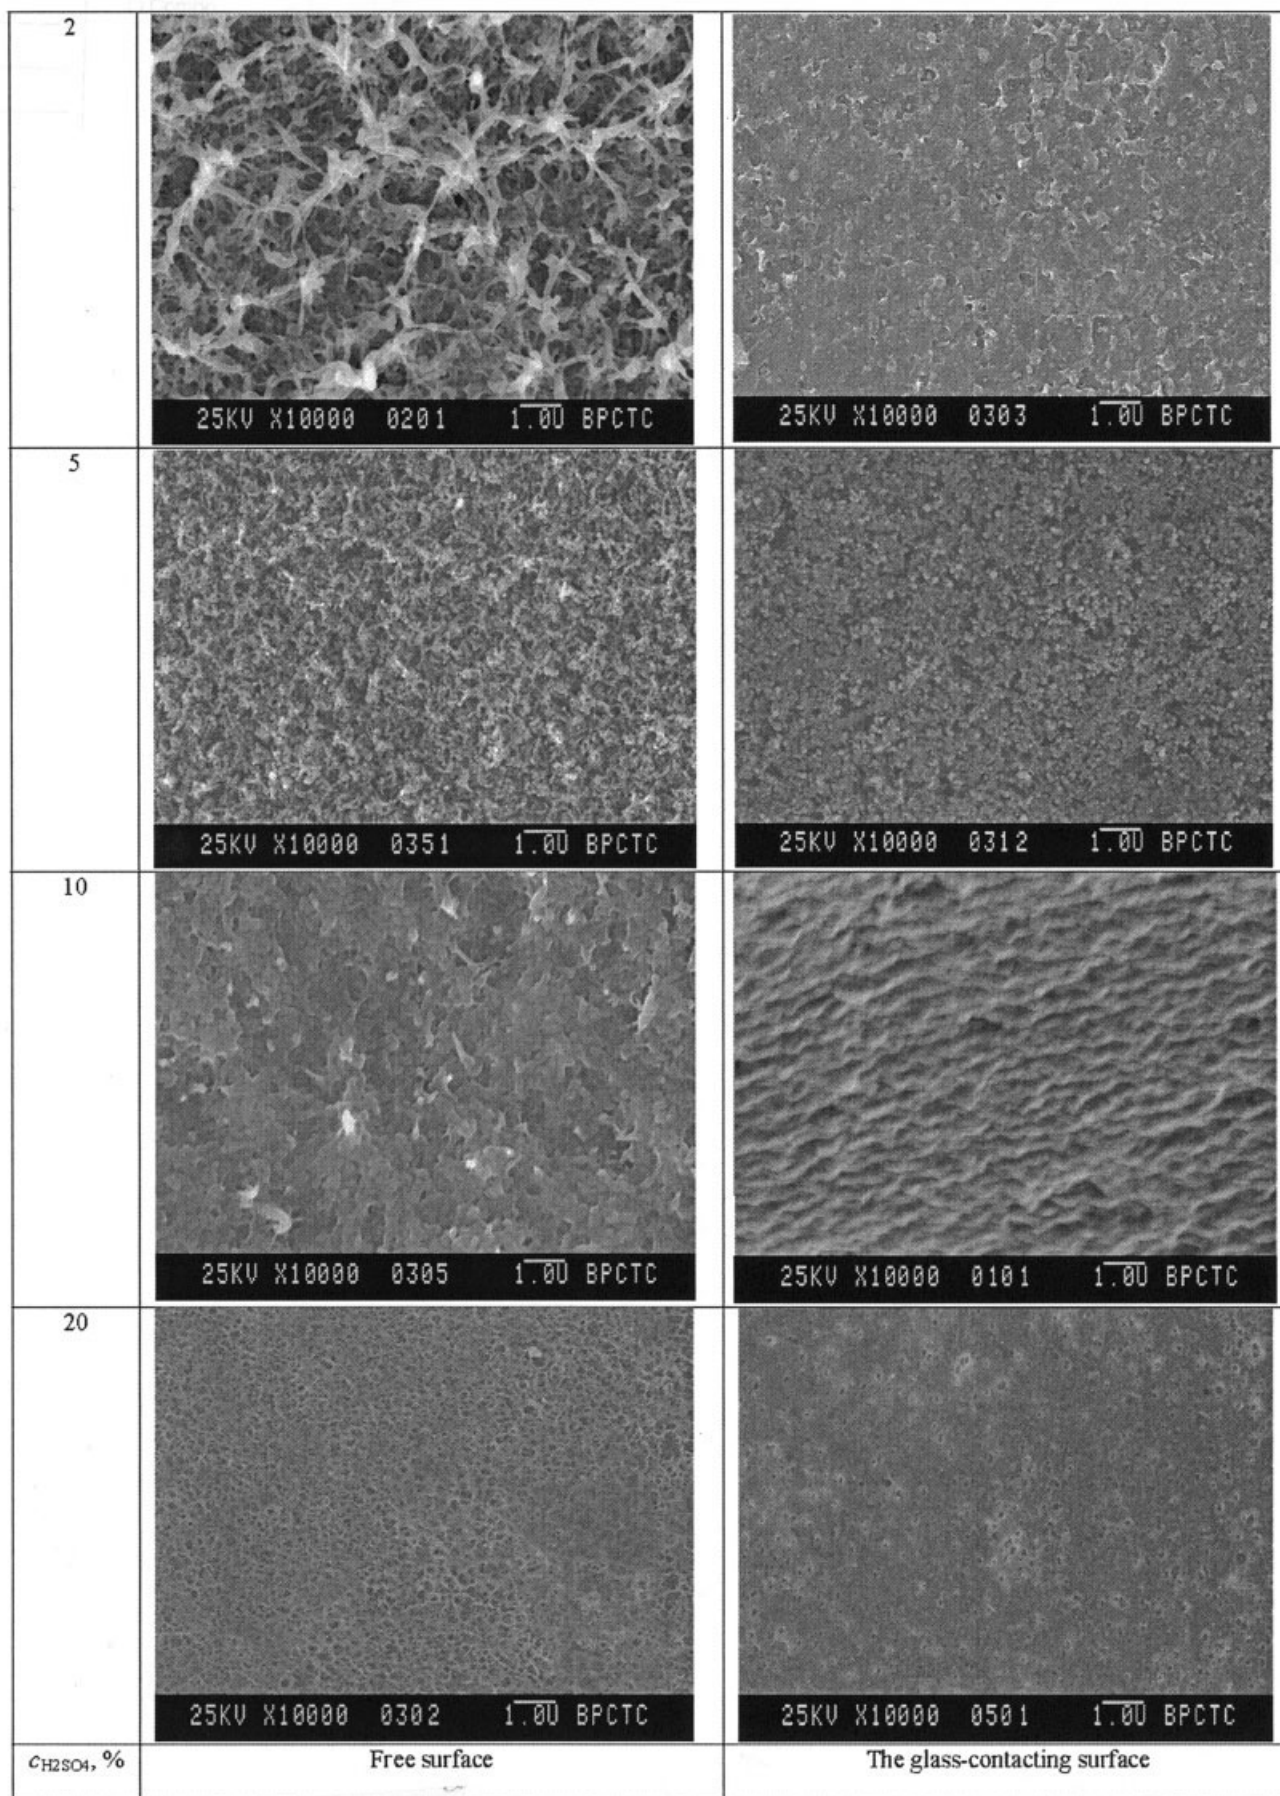 2
25KV X10000 0201 1.0U BPCTC
25KV X10000 0303 1.0U BPCTC
5
25KV X10000 0351 1.0U BPCTC
25KV X10000 0312 1.0U BPCTC
10
25KV X10000 0305 1.0U BPCTC
25KV X10000 0101 1.0U BPCTC
20
25KV X10000 0302 1.0U BPCTC
25KV X10000 0501 1.0U BPCTC
cH2SO4, %
Free surface
The glass-contacting surface